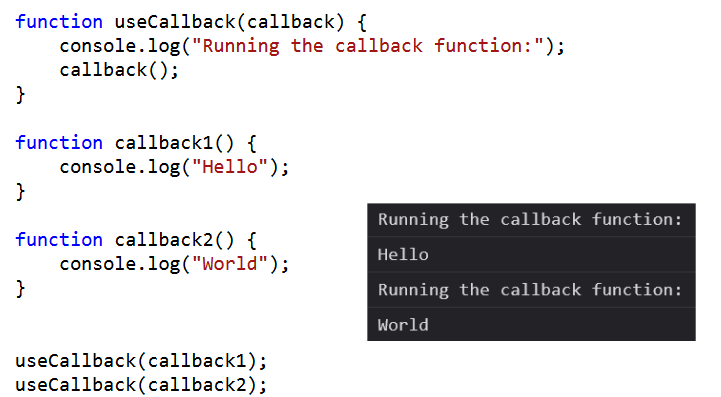 function useCallback(callback) {
    console.log("Running the callback function:");
    callback();
}
function callback1() {
    console.log("Hello");
}
function callback2() {
    console.log("World");
}
useCallback(callback1);
useCallback(callback2);
Running the callback function:
Hello
Running the callback function:
World